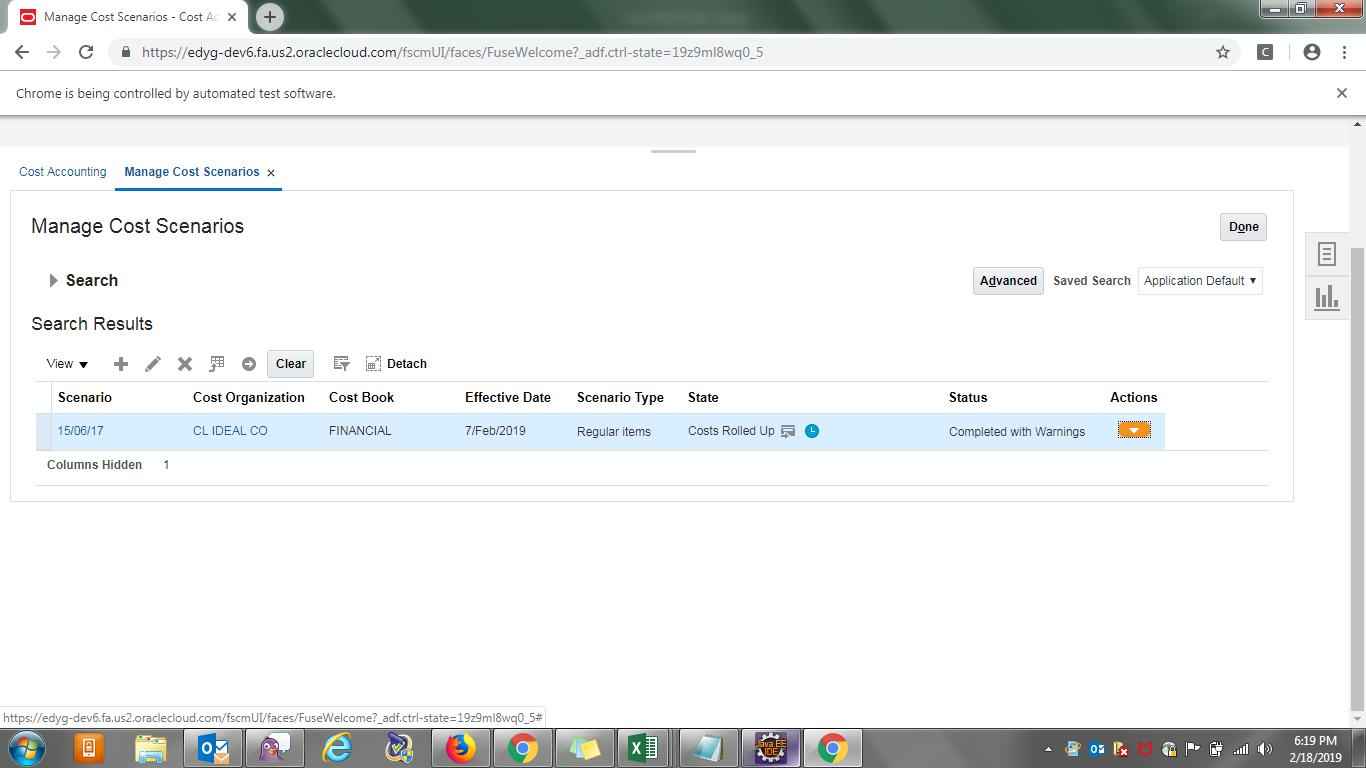 Manage Cost Scenarios - Cost Ac
https://edyg-dev6.fa.us2.oraclecloud.com/fscmUI/faces/FuseWelcome?_adf.ctrl-state=19z9ml8wq0_5
C
Chrome is being controlled by automated test software.
Cost Accounting Manage Cost Scenarios
Manage Cost Scenarios Done
Search Advanced Saved Search Application Default
Search Results
View Clear Detach
Scenario Cost Organization Cost Book Effective Date Scenario Type State Status Actions
15/06/17 CL IDEAL CO FINANCIAL 7/Feb/2019 Regular items Costs Rolled Up Completed with Warnings
Columns Hidden 1
https://edyg-dev6.fa.us2.oraclecloud.com/fscmUI/faces/FuseWelcome?_adf.ctrl-state=19z9ml8wq0_5#
Java EE
IDE
6:19 PM
2/18/2019